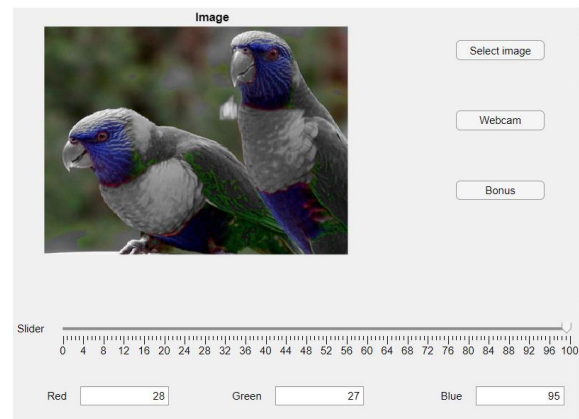 Image
Select image
Webcam
Bonus
Slider
0 4 8 12 16 20 24 28 32 36 40 44 48 52 56 60 64 68 72 76 80 84 88 92 96 100
Red 28 Green 27 Blue 95